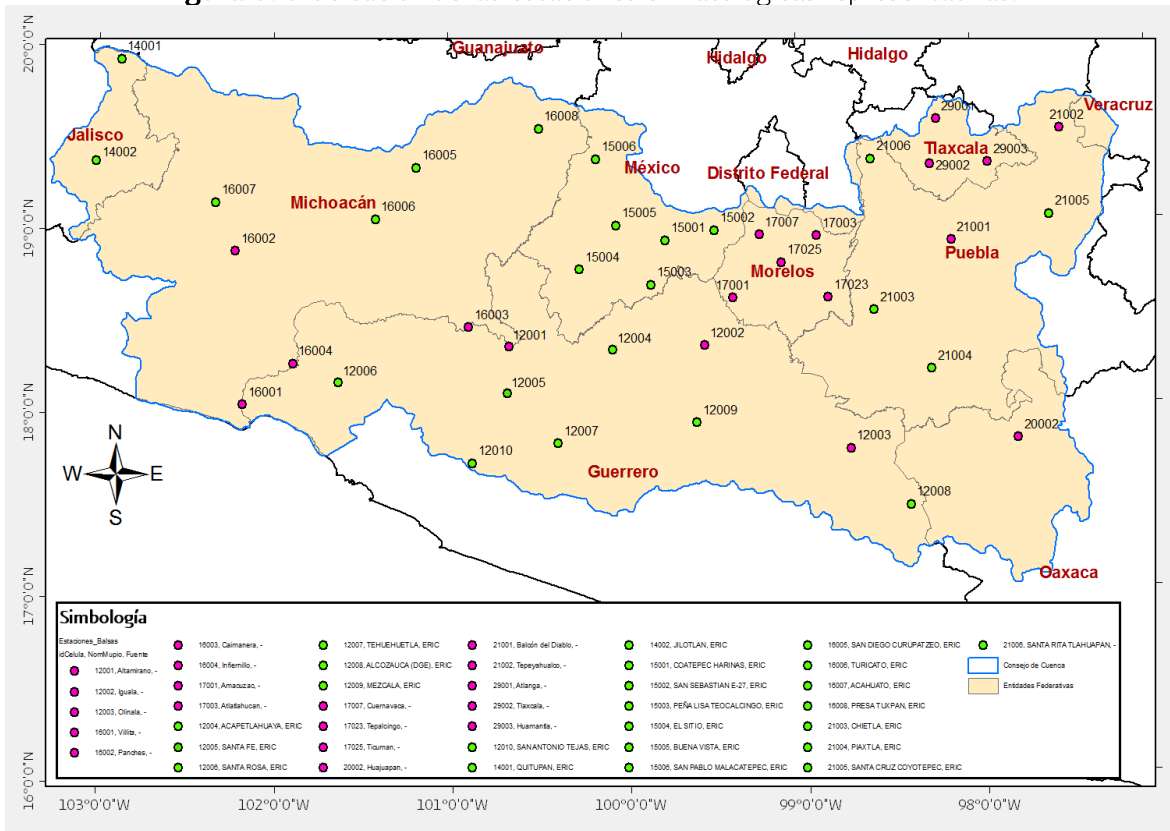 20°0'0"N
19°0'0"N
18°0'0"N
17°0'0"N
16°0'0"N
103°0'0"W
102°0'0"W
101°0'0"W
100°0'0"W
99°0'0"W
98°0'0"W
Guanajuato
Hidalgo
Hidalgo
Veracruz
Jalisco
Tlaxcala
México
Distrito Federal
Michoacán
Morelos
Puebla
Guerrero
Oaxaca
14001
14002
16008
16005
16007
16006
16002
16003
16004
16001
15006
15005
15001
15002
15004
15003
17007
17003
17025
17001
17023
21006
29002
29003
21002
21005
21001
21003
21004
12001
12004
12002
12006
12005
12007
12009
12010
12003
12008
20002
N
W
E
S
Simbología
Estaciones_Balsas
idCelula, NomMupio, Fuente
12001, Altamirano, -
12002, Iguala, -
12003, Olinala, -
16001, Villita, -
16002, Panches, -
16003, Caimanera, -
16004, Infiernillo, -
17001, Amacuzac, -
17003, Atlatlahucan, -
12004, ACAPETLAHUAYA, ERIC
12005, SANTA FE, ERIC
12006, SANTA ROSA, ERIC
12007, TEHUEHUETLA, ERIC
12008, ALCOZAUCA (DGE), ERIC
12009, MEZCALA, ERIC
17007, Cuernavaca, -
17023, Tepalcingo, -
17025, Ticuman, -
20002, Huajuapan, -
21001, Balcón del Diablo, -
21002, Tepeyahualco, -
29001, Atlanga, -
29002, Tlaxcala, -
29003, Huamantla, -
12010, SAN ANTONIO TEJAS, ERIC
14001, QUITUPAN, ERIC
14002, JILOTLAN, ERIC
15001, COATEPEC HARINAS, ERIC
15002, SAN SEBASTIAN E-27, ERIC
15003, PEÑA LISA TEOCALCINGO, ERIC
15004, EL SITIO, ERIC
15005, BUENA VISTA, ERIC
15006, SAN PABLO MALACATEPEC, ERIC
16005, SAN DIEGO CURUPATZEO, ERIC
16006, TURICATO, ERIC
16007, ACAHUATO, ERIC
16008, PRESA TUXPAN, ERIC
21003, CHIETLA, ERIC
21004, PIAXTLA, ERIC
21005, SANTA CRUZ COYOTEPEC, ERIC
21006, SANTA RITA TLAHUAPAN, -
Consejo de Cuenca
Entidades Federativas